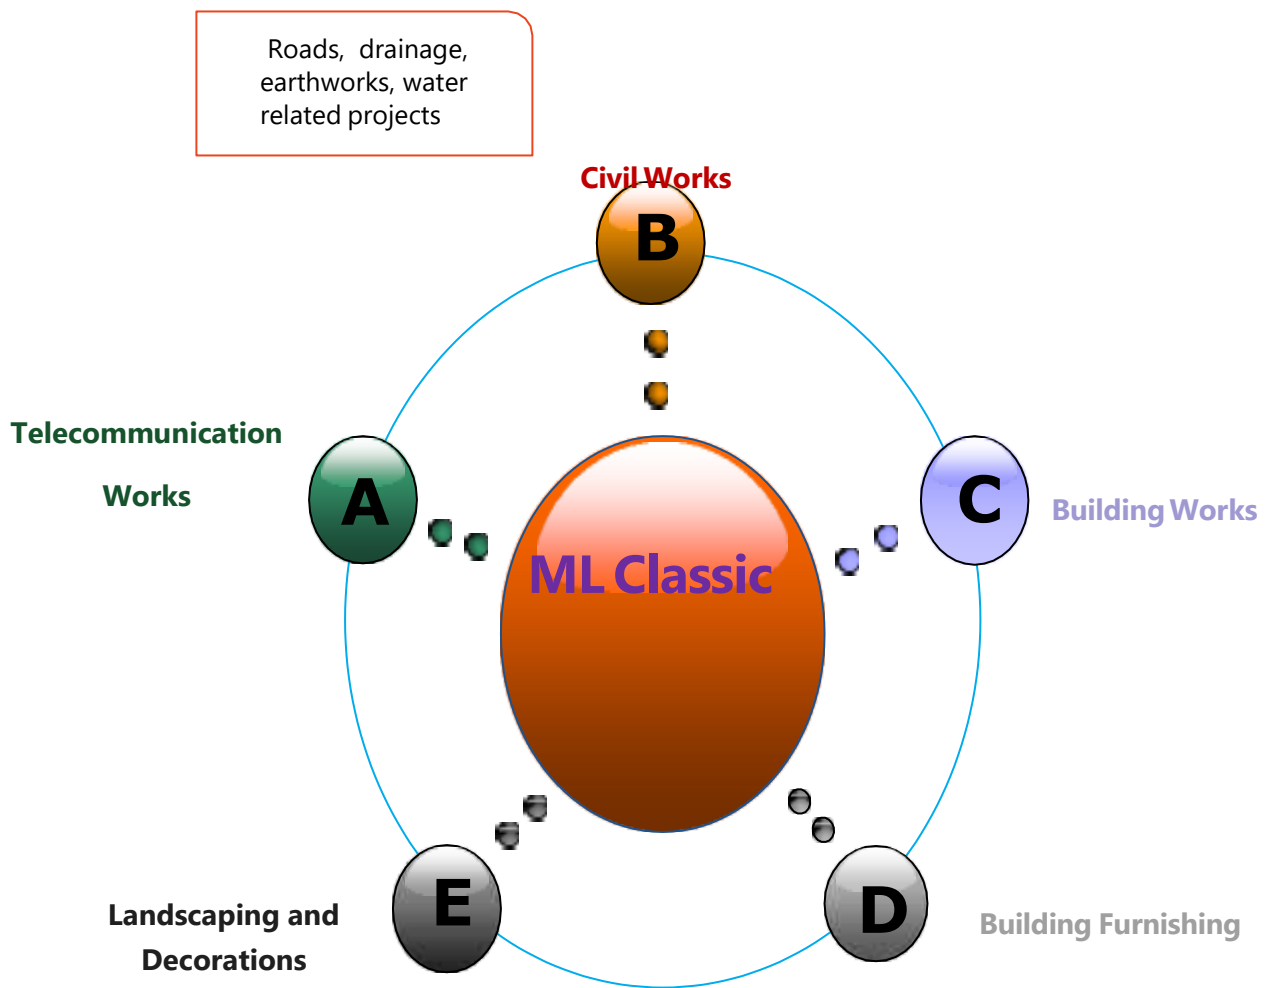 Roads, drainage,
earthworks, water
related projects
Civil Works
B
Telecommunication
Works
A
C
Building Works
ML Classic
E
Landscaping and
Decorations
D
Building Furnishing